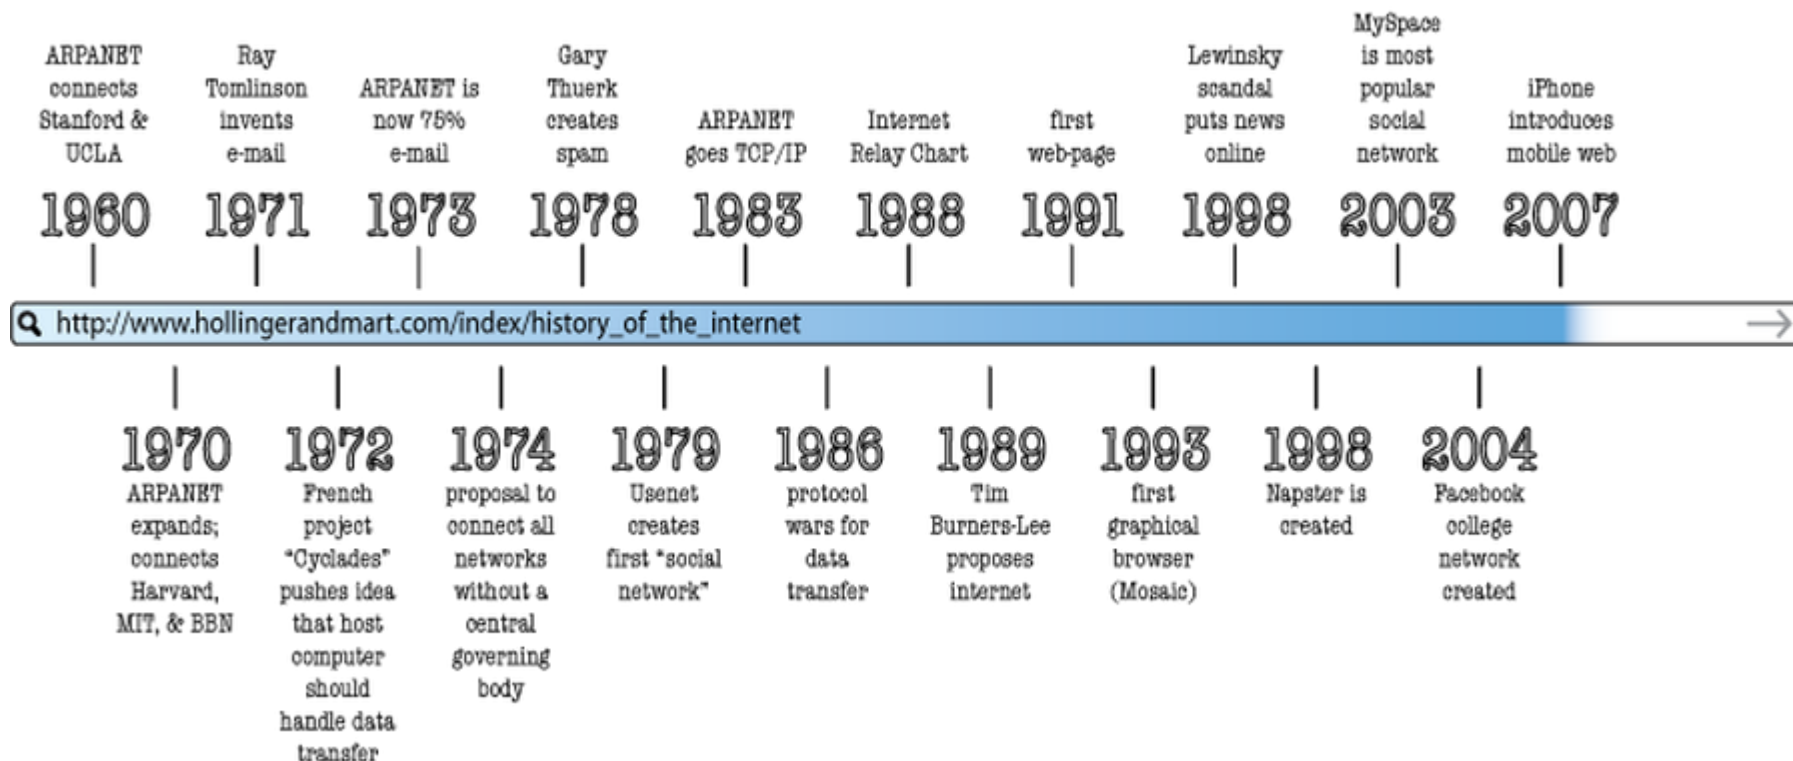 ARPANET
connects
Stanford &
UCLA
1960
Ray
Tomlinson
invents
e-mail
1971
ARPANET is
now 75%
e-mail
1973
Gary
Thuerk
creates
spam
1978
ARPANET
goes TCP/IP
1983
Internet
Relay Chart
1988
first
web-page
1991
Lewinsky
scandal
puts news
online
1998
MySpace
is most
popular
social
network
2003
iPhone
introduces
mobile web
2007
http://www.hollingerandmart.com/index/history_of_the_internet
1970
ARPANET
expands;
connects
Harvard,
MIT, & BBN
1972
French
project
“Cyclades”
pushes idea
that host
computer
should
handle data
transfer
1974
proposal to
connect all
networks
without a
central
governing
body
1979
Usenet
creates
first “social
network”
1986
protocol
wars for
data
transfer
1989
Tim
Burners-Lee
proposes
internet
1993
first
graphical
browser
(Mosaic)
1998
Napster is
created
2004
Facebook
college
network
created